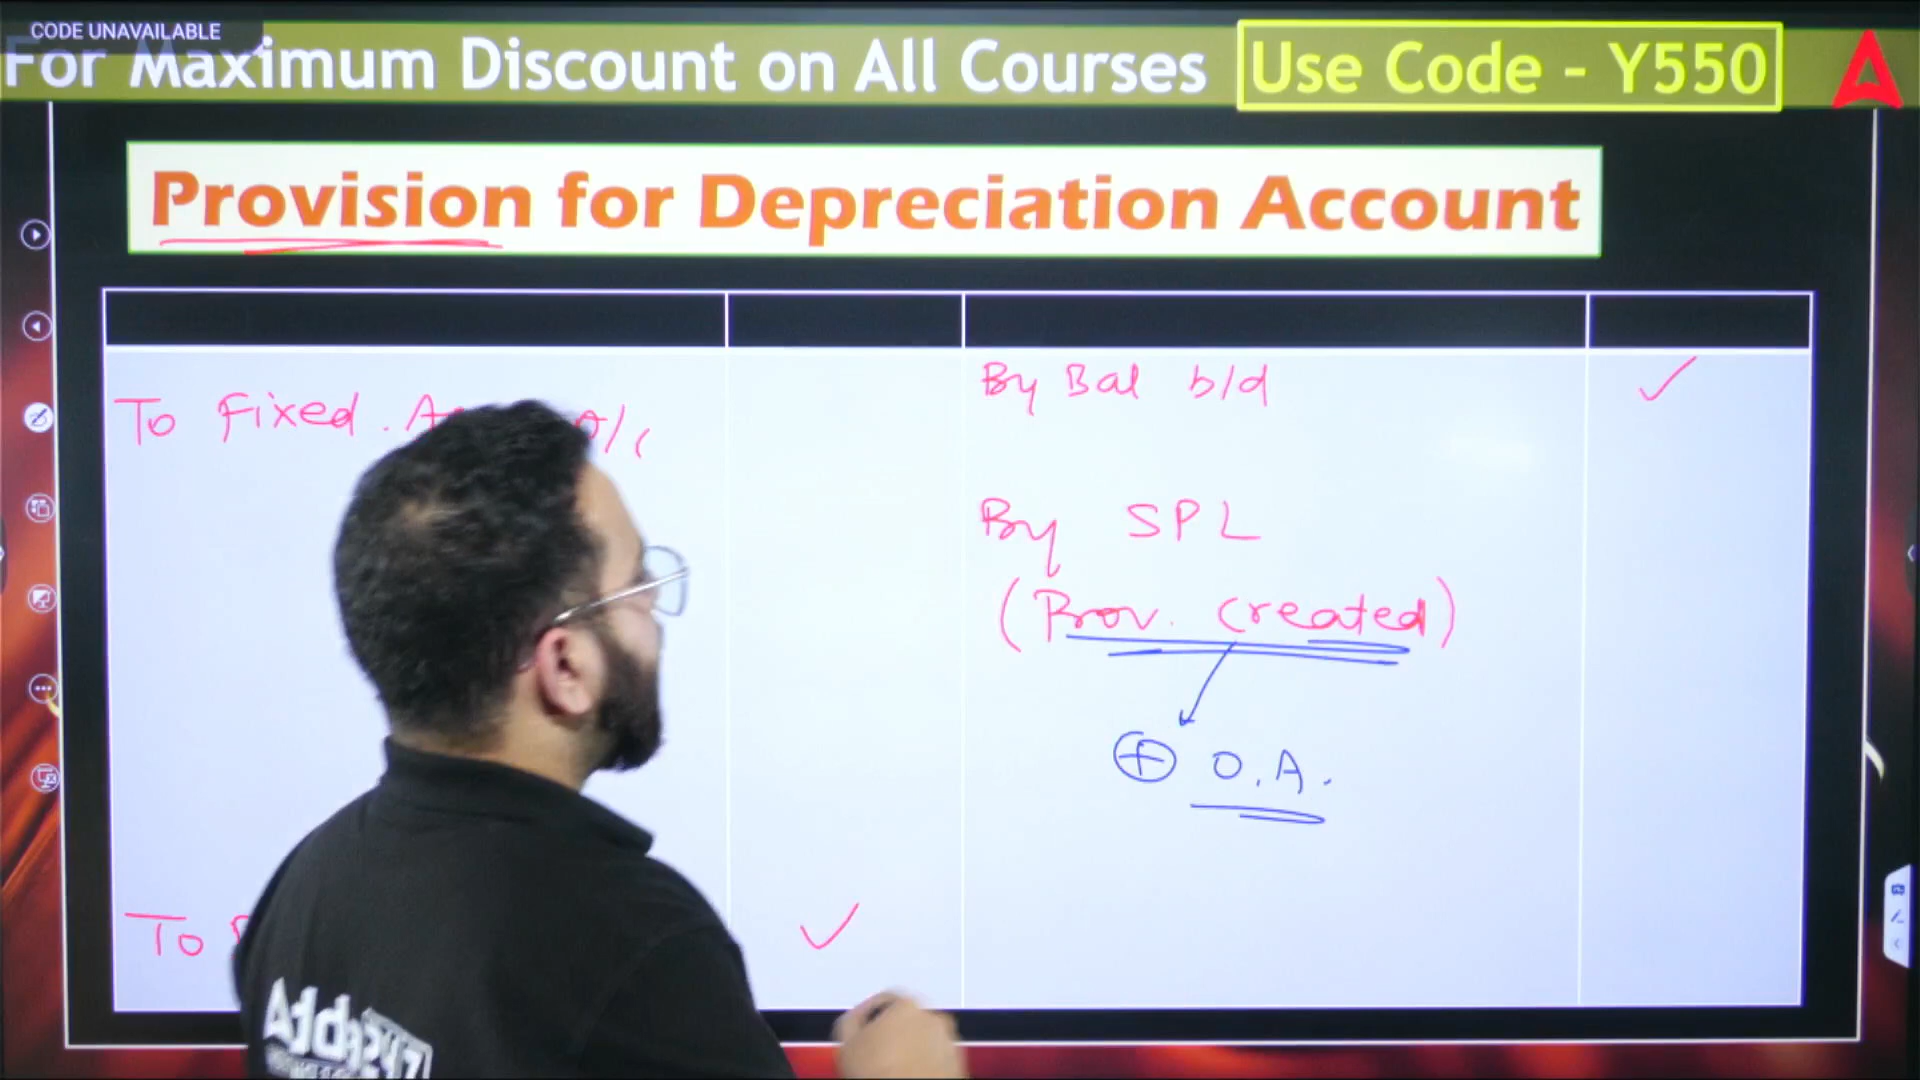 CODE UNAVAILABLE
For Maximum Discount on All Courses Use Code - Y550
Provision for Depreciation Account
By Bal b/d
To Fixed. A/c
By SPL
(Prov. created)
⊕ O.A.
To
Adda247